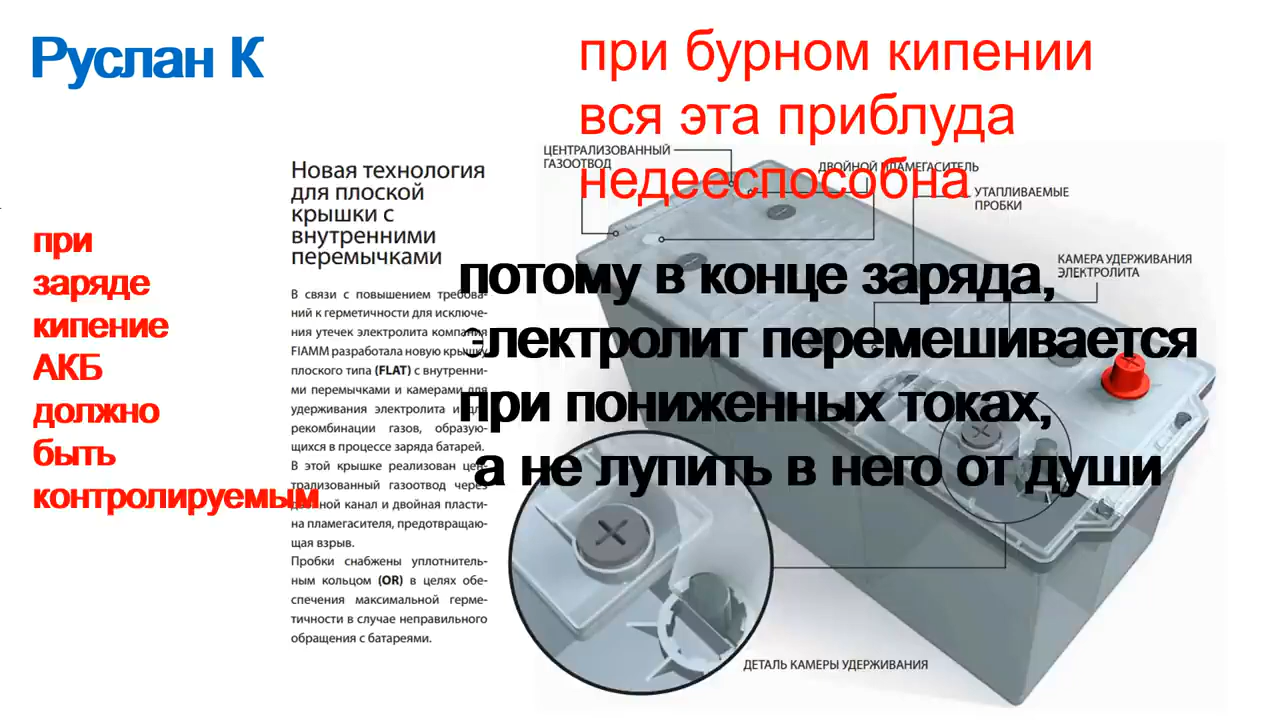 Руслан К
при бурном кипении
вся эта приблуда
недееспособна
при
заряде
кипение
АКБ
должно
быть
контролируемым
потому в конце заряда,
электролит перемешивается
при пониженных токах,
а не лупить в него от души
Новая технология
для плоской
крышки с
внутренними
перемычками
В связи с повышением требова-
ний к герметичности для исключе-
ния утечек электролита компания
FIAMM разработала новую крышку
плоского типа (FLAT) с внутренни-
ми перемычками и камерами для
удерживания электролита и для
рекомбинации газов, образую-
щихся в процессе заряда батарей.
В этой крышке реализован цен-
трализованный газоотвод через
двойной канал и двойная пласти-
на пламегасителя, предотвращаю-
щая взрыв.
Пробки снабжены уплотнитель-
ным кольцом (OR) в целях обе-
спечения максимальной герме-
тичности в случае неправильного
обращения с батареями.
ЦЕНТРАЛИЗОВАННЫЙ
ГАЗООТВОД
ДВОЙНОЙ ПЛАМЕГАСИТЕЛЬ
УТАПЛИВАЕМЫЕ
ПРОБКИ
КАМЕРА УДЕРЖИВАНИЯ
ЭЛЕКТРОЛИТА
ДЕТАЛЬ КАМЕРЫ УДЕРЖИВАНИЯ